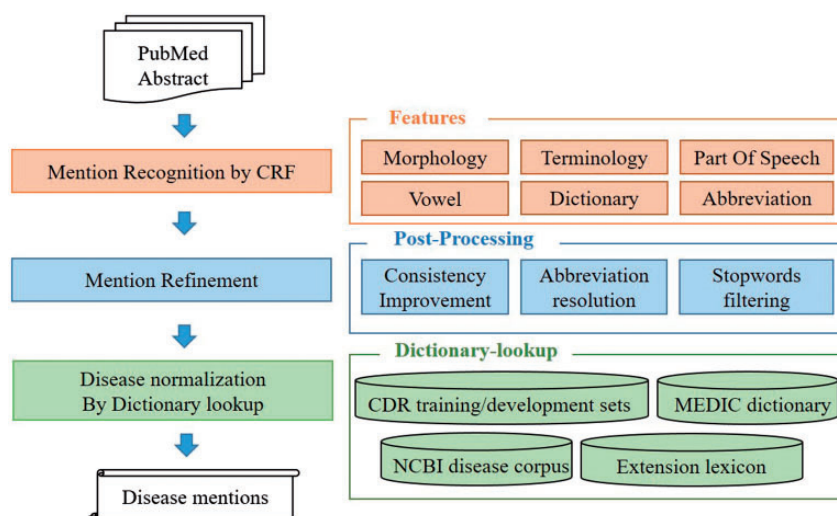 PubMed
Abstract
Mention Recognition by CRF
Features
Morphology
Terminology
Part Of Speech
Vowel
Dictionary
Abbreviation
Mention Refinement
Post-Processing
Consistency
Improvement
Abbreviation
resolution
Stopwords
filtering
Disease normalization
By Dictionary lookup
Dictionary-lookup
CDR training/development sets
MEDIC dictionary
NCBI disease corpus
Extension lexicon
Disease mentions